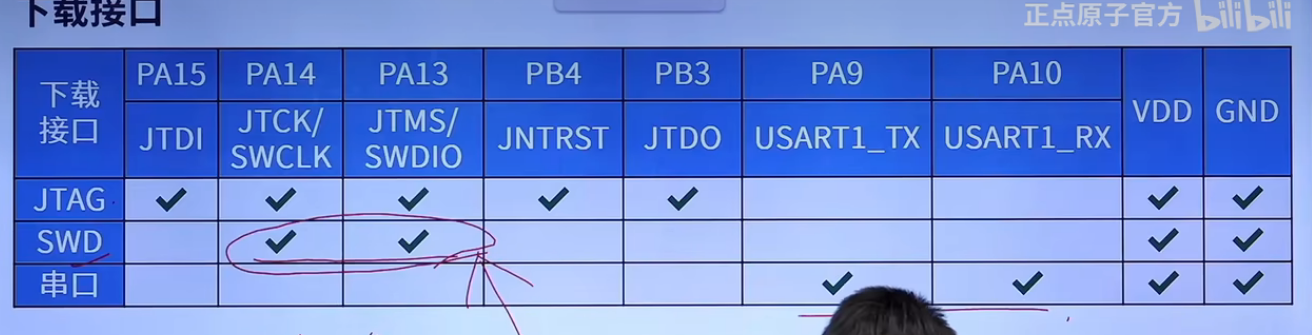 下载接口
正点原子官方 bilibili
下载接口 PA15 PA14 PA13 PB4 PB3 PA9 PA10 VDD GND
JTDI JTCK/SWCLK JTMS/SWDIO JNTRST JTDO USART1_TX USART1_RX
JTAG ✓ ✓ ✓ ✓ ✓ ✓ ✓
SWD ✓ ✓ ✓ ✓
串口 ✓ ✓ ✓ ✓